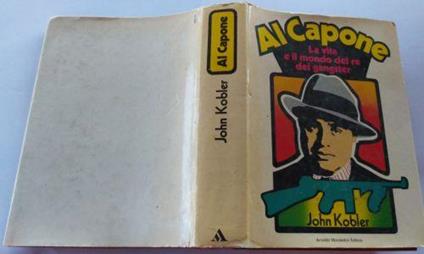 Al Capone
John Kobler
Al Capone
La vita
e il mondo del re
dei gangster
John Kobler
Arnoldo Mondadori Editore